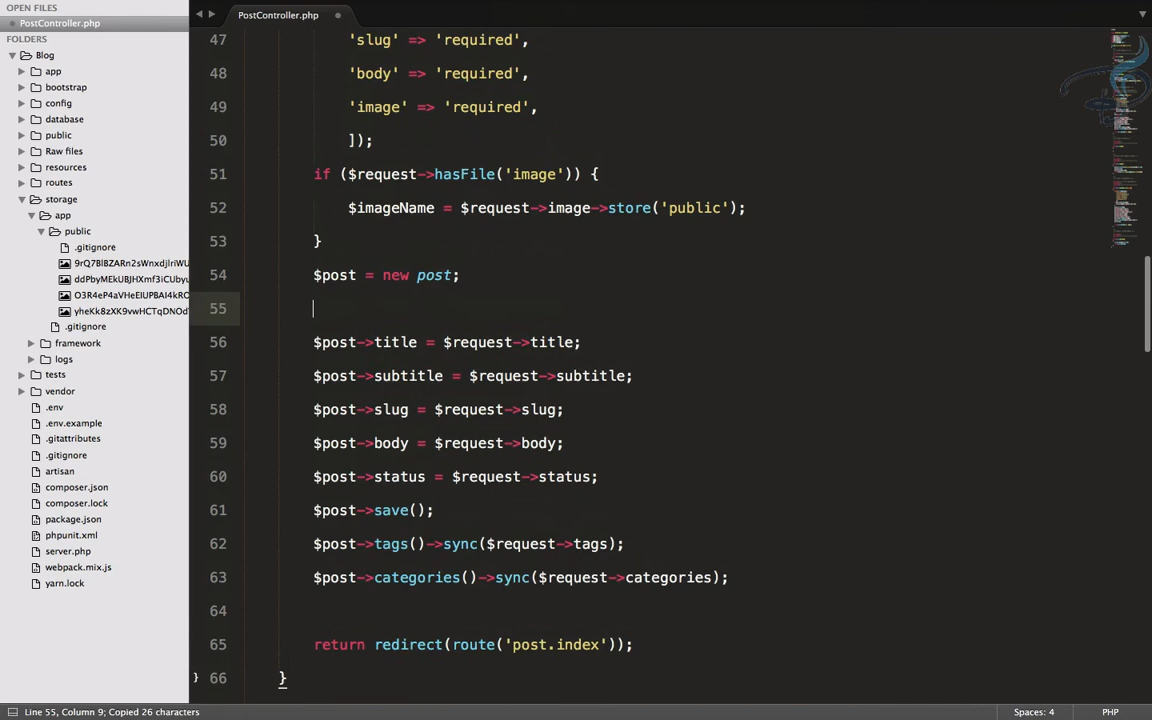 OPEN FILES
PostController.php
FOLDERS
Blog
app
bootstrap
config
database
public
Raw files
resources
routes
storage
app
public
.gitignore
9rQ7BlBZARn2sWnxdjlriWU
ddPbyMEkUBJHXmf3iCUbyu
O3R4eP4aVHeEIUPBAI4kRO
yheKk8zXK9vwHCTqDNOd
.gitignore
framework
logs
tests
vendor
.env
.env.example
.gitattributes
.gitignore
artisan
composer.json
composer.lock
package.json
phpunit.xml
server.php
webpack.mix.js
yarn.lock
PostController.php
47 'slug' => 'required',
48 'body' => 'required',
49 'image' => 'required',
50 ]);
51 if ($request->hasFile('image')) {
52 $imageName = $request->image->store('public');
53 }
54 $post = new post;
55
56 $post->title = $request->title;
57 $post->subtitle = $request->subtitle;
58 $post->slug = $request->slug;
59 $post->body = $request->body;
60 $post->status = $request->status;
61 $post->save();
62 $post->tags()->sync($request->tags);
63 $post->categories()->sync($request->categories);
64
65 return redirect(route('post.index'));
} 66 }
Line 55, Column 9; Copied 26 characters
Spaces: 4
PHP